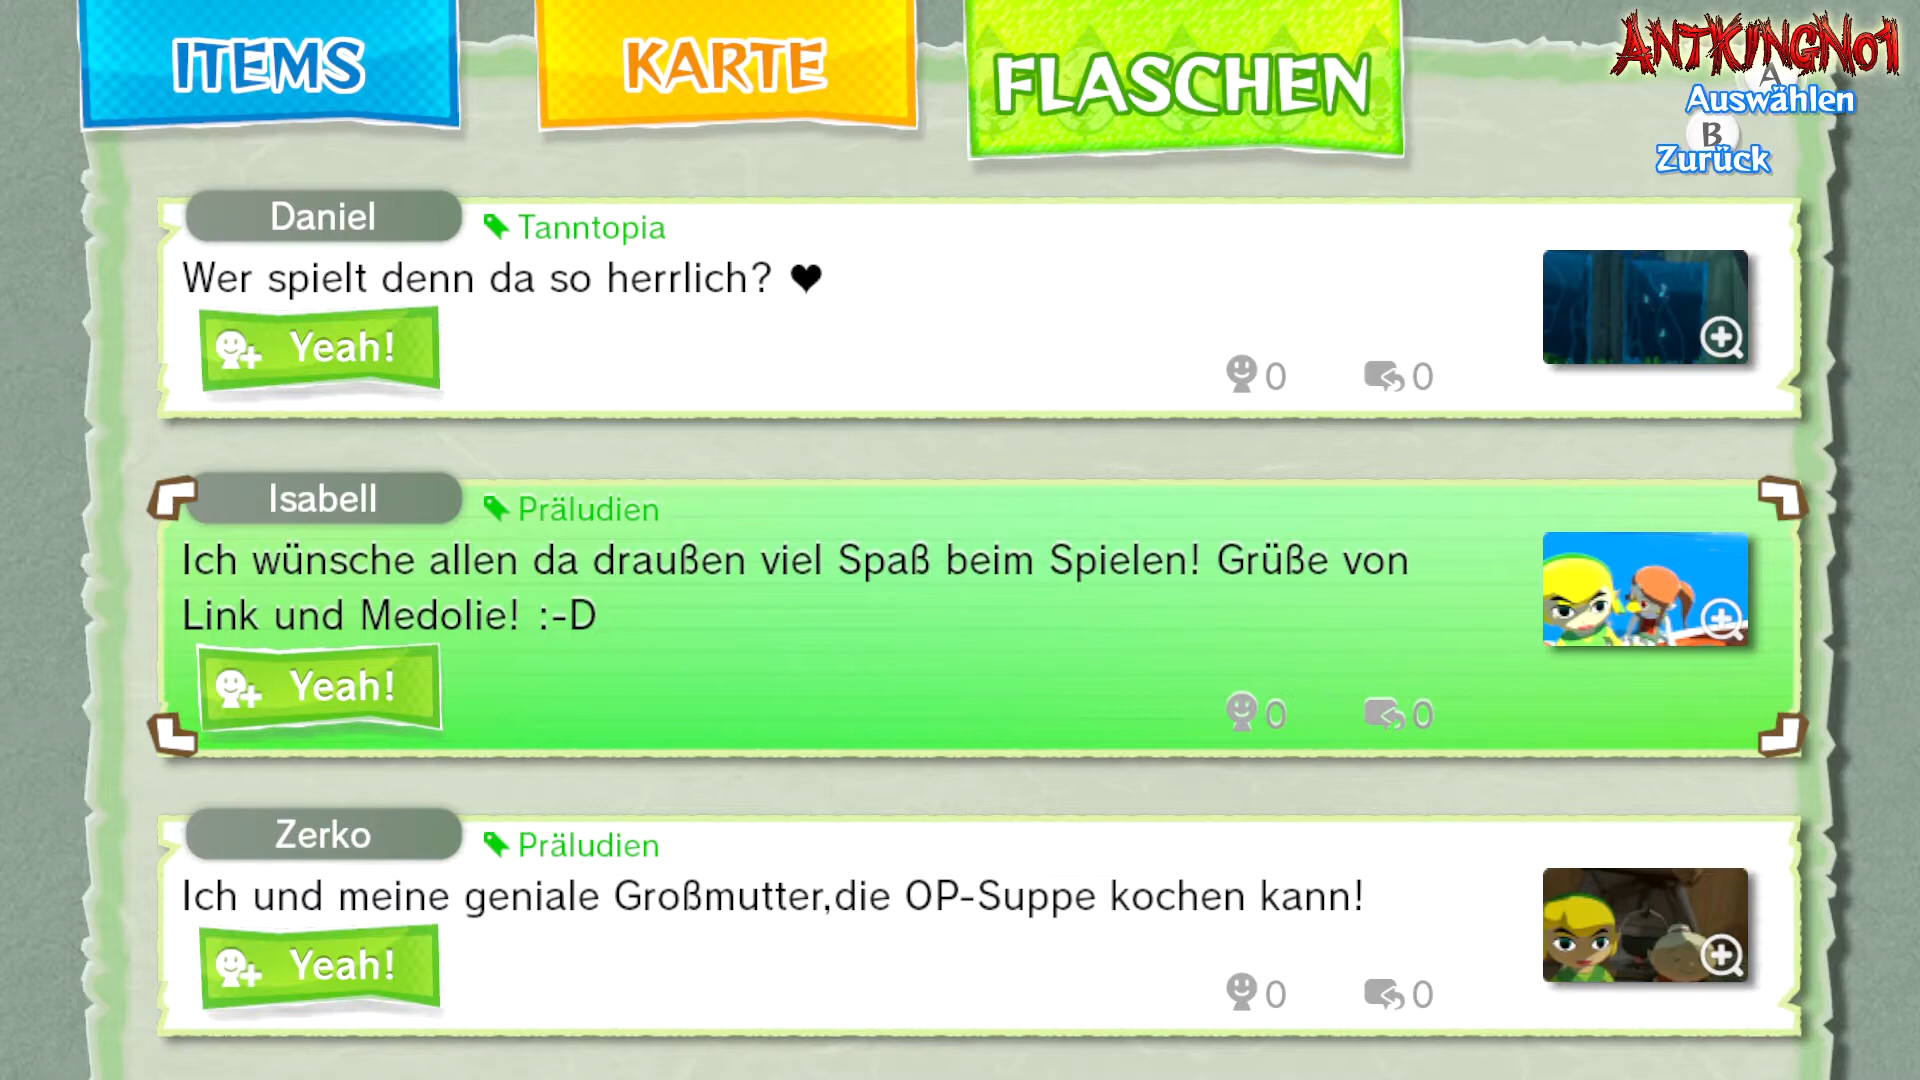 ITEMS
KARTE
FLASCHEN
ANTKINGNO1
A
Auswählen
B
Zurück
Daniel
Tanntopia
Wer spielt denn da so herrlich? ♥
Yeah!
0 0
Isabell
Präludien
Ich wünsche allen da draußen viel Spaß beim Spielen! Grüße von
Link und Medolie! :-D
Yeah!
0 0
Zerko
Präludien
Ich und meine geniale Großmutter,die OP-Suppe kochen kann!
Yeah!
0 0